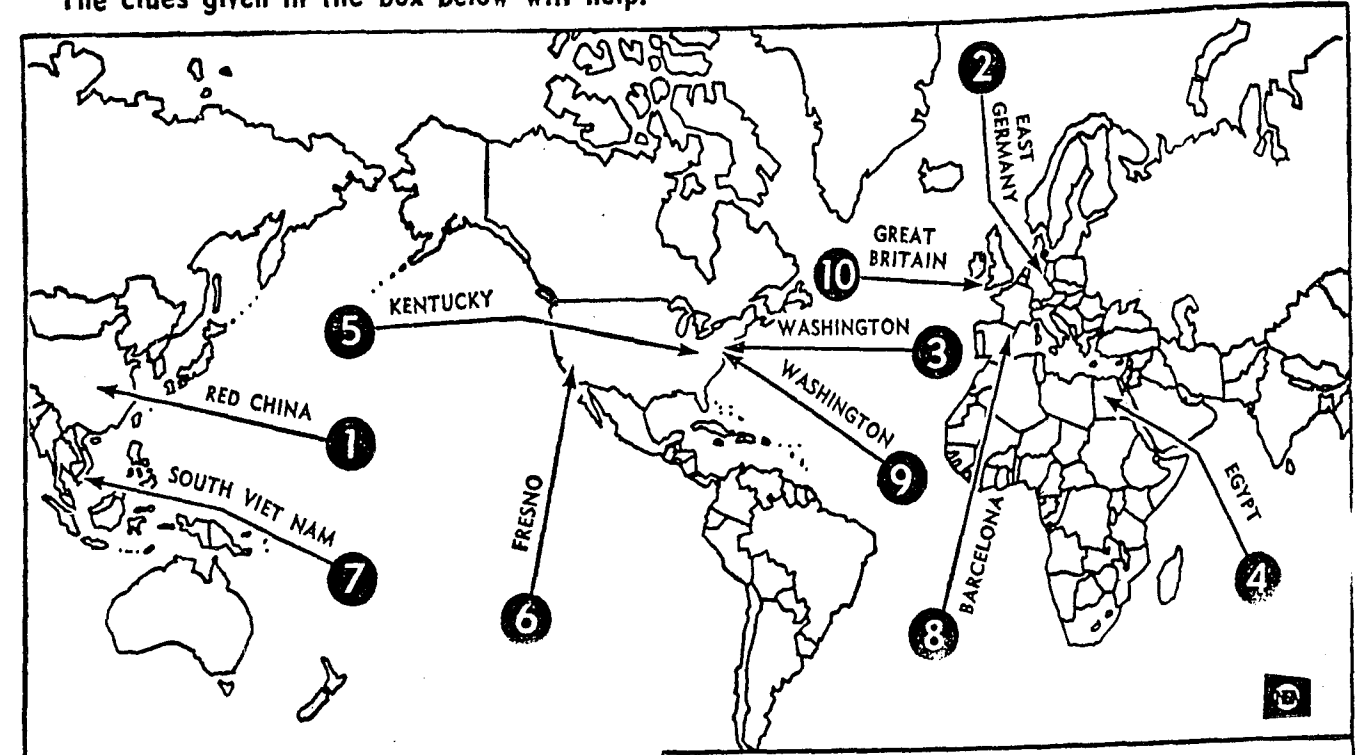 The clues given in the box below will help.
2
EAST
GERMANY
GREAT
BRITAIN
10
KENTUCKY
5
WASHINGTON
3
RED CHINA
1
WASHINGTON
9
SOUTH VIET NAM
7
FRESNO
6
BARCELONA
8
EGYPT
4
NEA